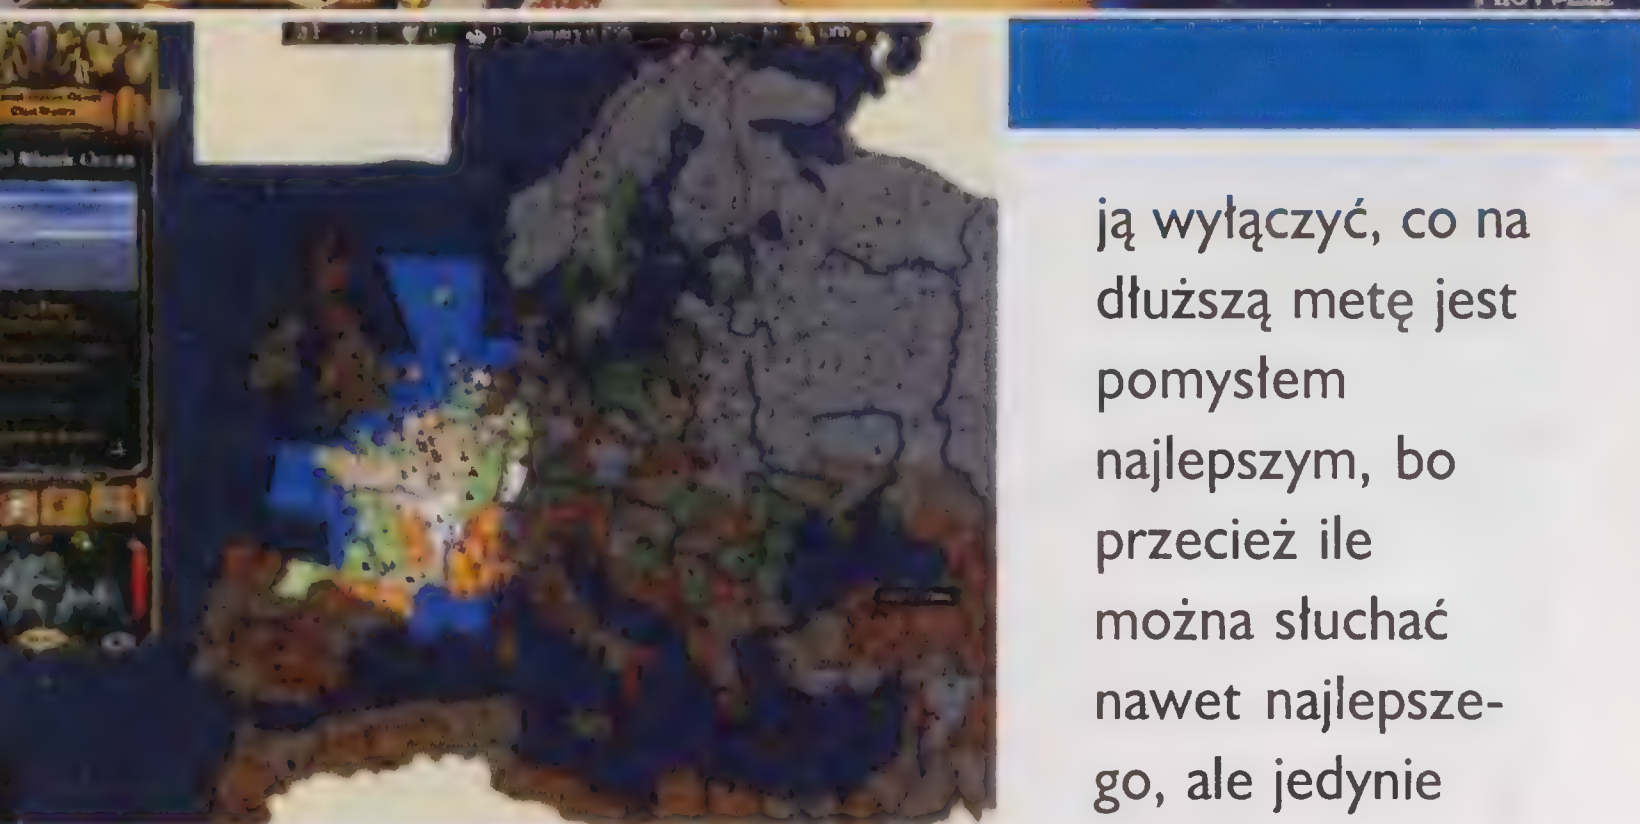 ją wyłączyć, co na
dłuższą metę jest
pomysłem
najlepszym, bo
przecież ile
można słuchać
nawet najlepsze-
go, ale jedynie